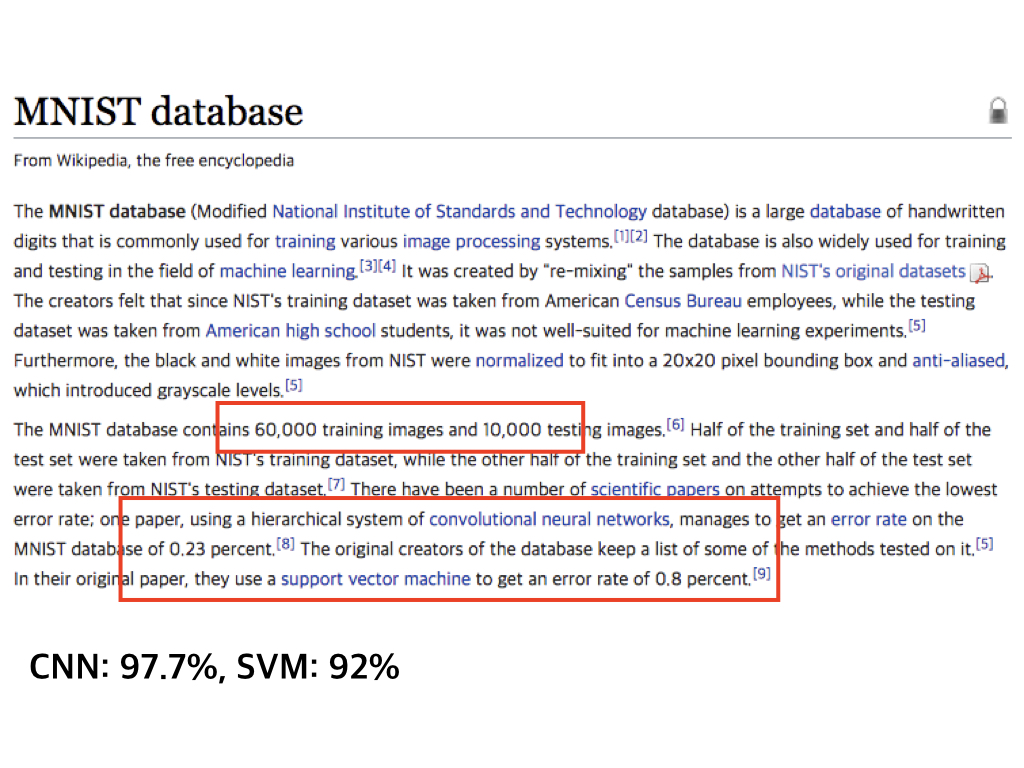 MNIST database
From Wikipedia, the free encyclopedia
The MNIST database (Modified National Institute of Standards and Technology database) is a large database of handwritten
digits that is commonly used for training various image processing systems.[1][2] The database is also widely used for training
and testing in the field of machine learning.[3][4] It was created by "re-mixing" the samples from NIST's original datasets.
The creators felt that since NIST's training dataset was taken from American Census Bureau employees, while the testing
dataset was taken from American high school students, it was not well-suited for machine learning experiments.[5]
Furthermore, the black and white images from NIST were normalized to fit into a 20x20 pixel bounding box and anti-aliased,
which introduced grayscale levels.[5]
The MNIST database contains 60,000 training images and 10,000 testing images.[6] Half of the training set and half of the
test set were taken from NIST's training dataset, while the other half of the training set and the other half of the test set
were taken from NIST's testing dataset.[7] There have been a number of scientific papers on attempts to achieve the lowest
error rate; one paper, using a hierarchical system of convolutional neural networks, manages to get an error rate on the
MNIST database of 0.23 percent.[8] The original creators of the database keep a list of some of the methods tested on it.[5]
In their original paper, they use a support vector machine to get an error rate of 0.8 percent.[9]
CNN: 97.7%, SVM: 92%